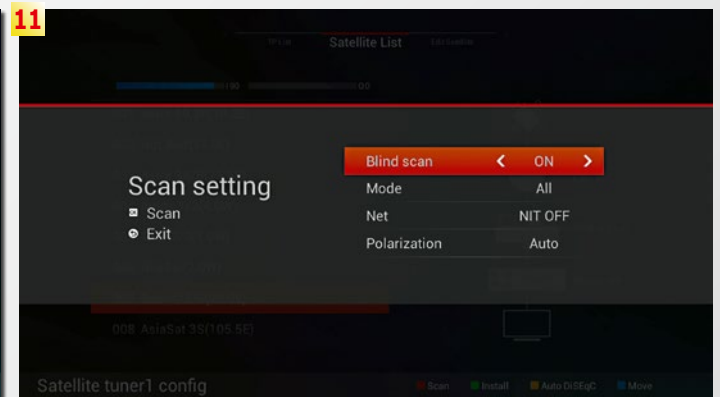 11
TP List Satellite List Edit Satellite
Scan setting
Scan
Exit
Blind scan ON
Mode All
Net NIT OFF
Polarization Auto
008 AsiaSat 3S(105.5E)
Satellite tuner1 config
Scan Install Auto DiSEqC Move